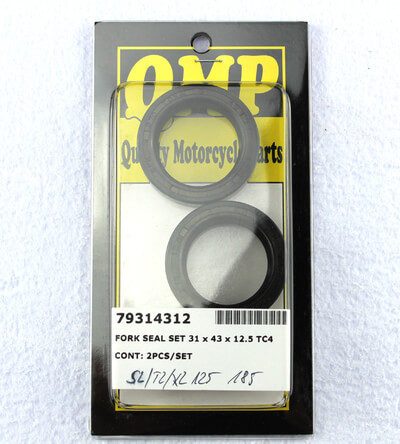 QMP
Quality Motorcycle Parts
79314312
FORK SEAL SET 31 x 43 x 12.5 TC4
CONT: 2PCS/SET
SL/TL/XL 125 185